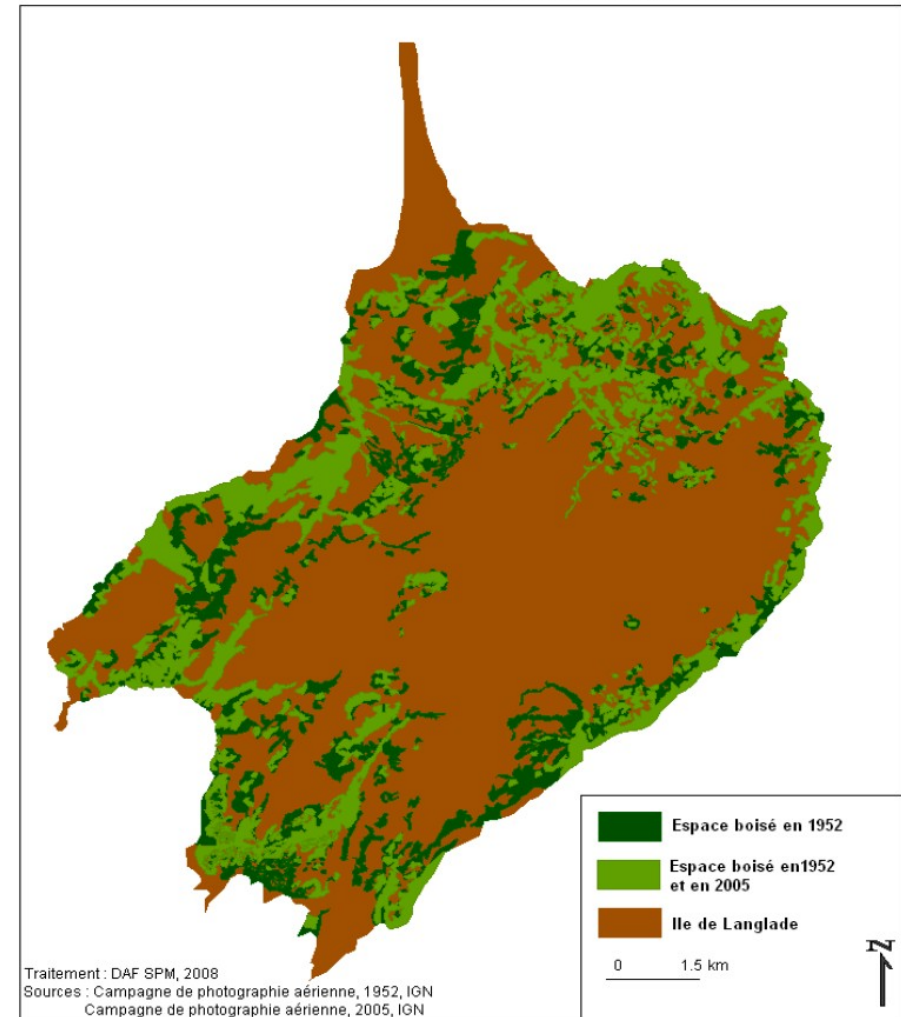 Espace boisé en 1952
Espace boisé en1952
et en 2005
Ile de Langlade
0 1.5 km
N
Traitement : DAF SPM, 2008
Sources : Campagne de photographie aérienne, 1952, IGN
Campagne de photographie aérienne, 2005, IGN